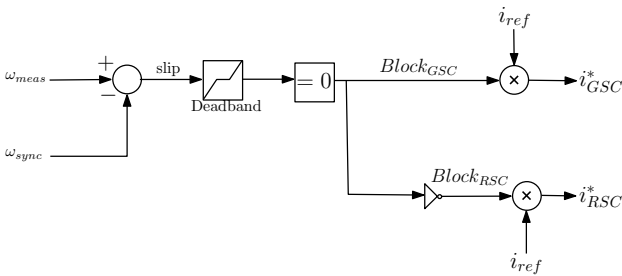 i_ref
+
ω_meas
slip
−
Deadband
= 0
Block_GSC
×
i*_GSC
ω_sync
Block_RSC
×
i*_RSC
i_ref